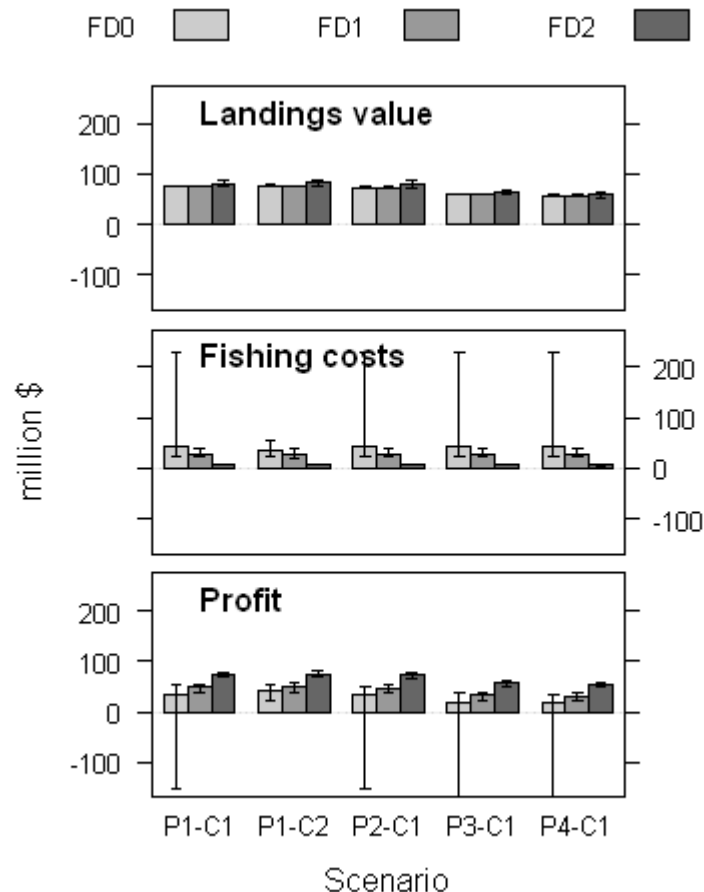 FD0 FD1 FD2
Landings value
200
100
0
-100
Fishing costs
200
100
0
-100
million $
Profit
200
100
0
-100
P1-C1 P1-C2 P2-C1 P3-C1 P4-C1
Scenario